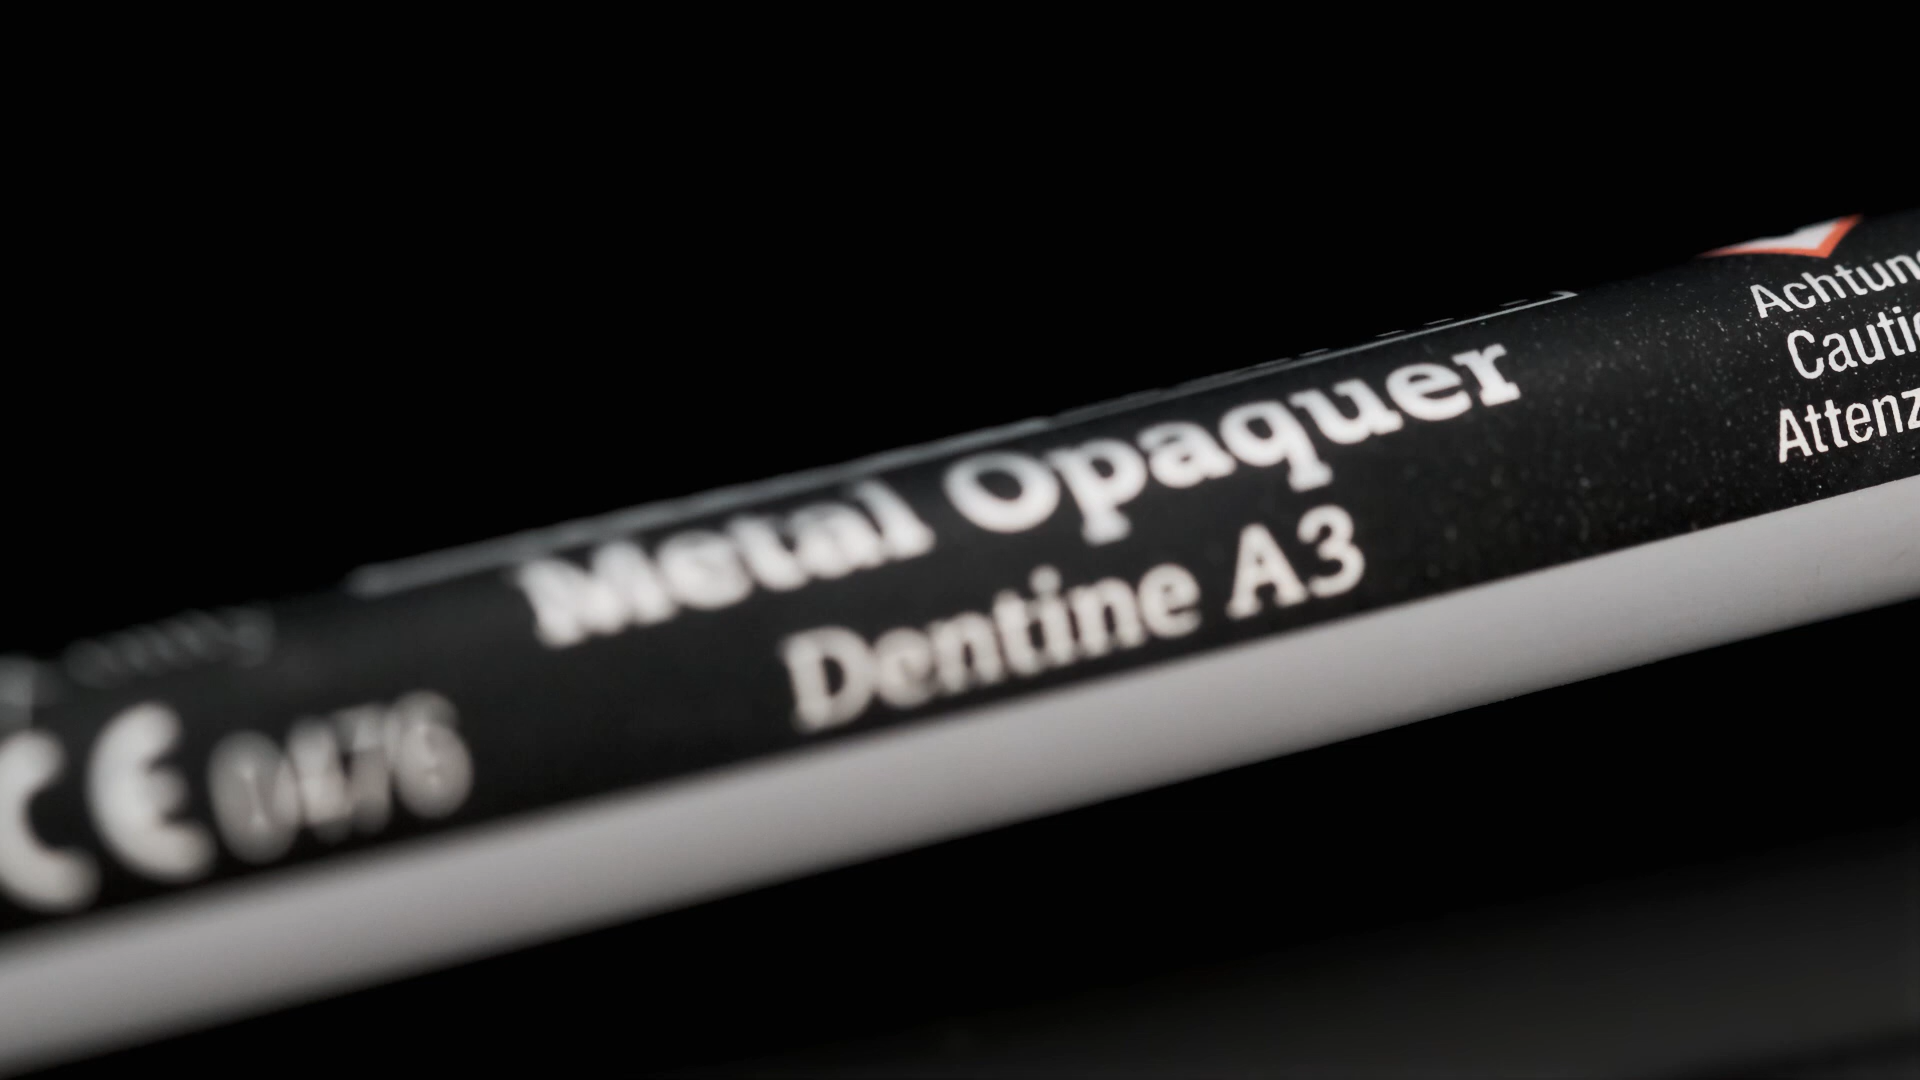 Metal Opaquer
Dentine A3
CE 0476
Achtun
Cauti
Attenz